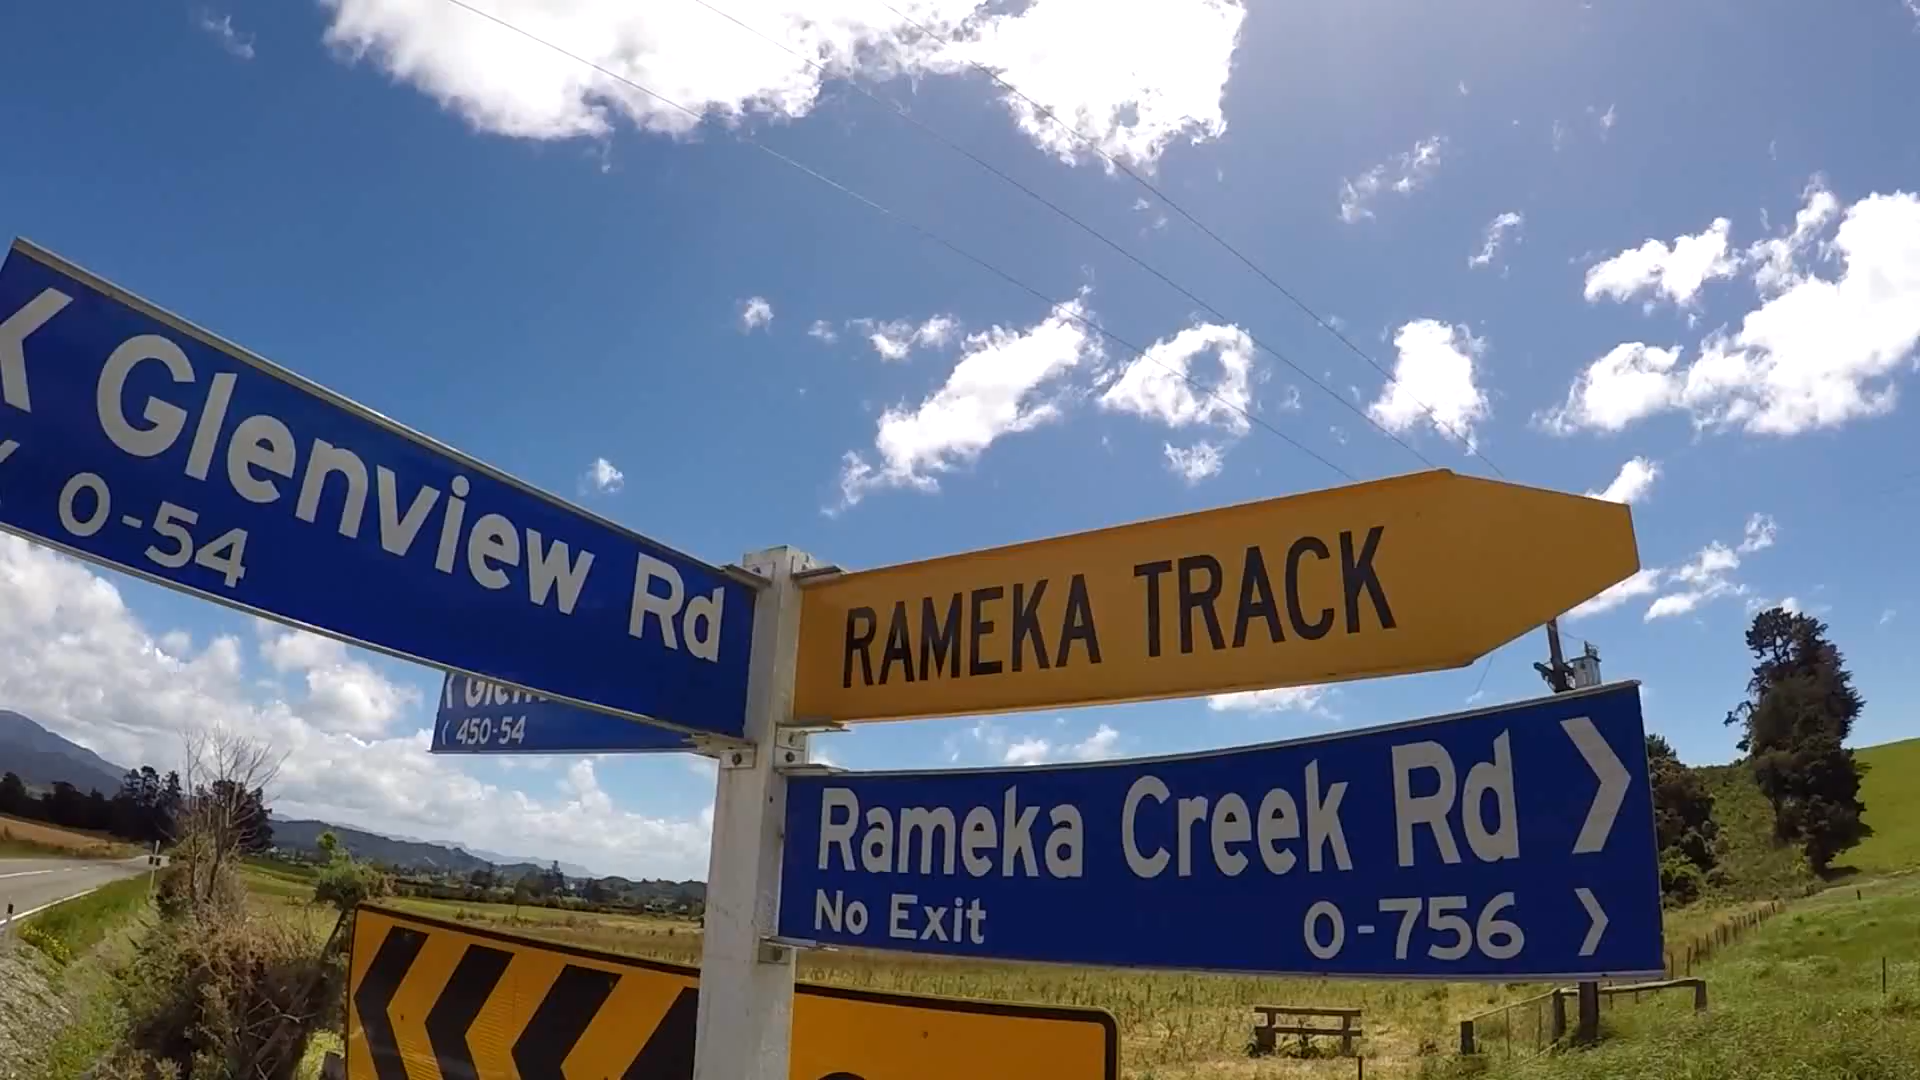 Glenview Rd
0-54
RAMEKA TRACK
450-54
Rameka Creek Rd
No Exit 0-756